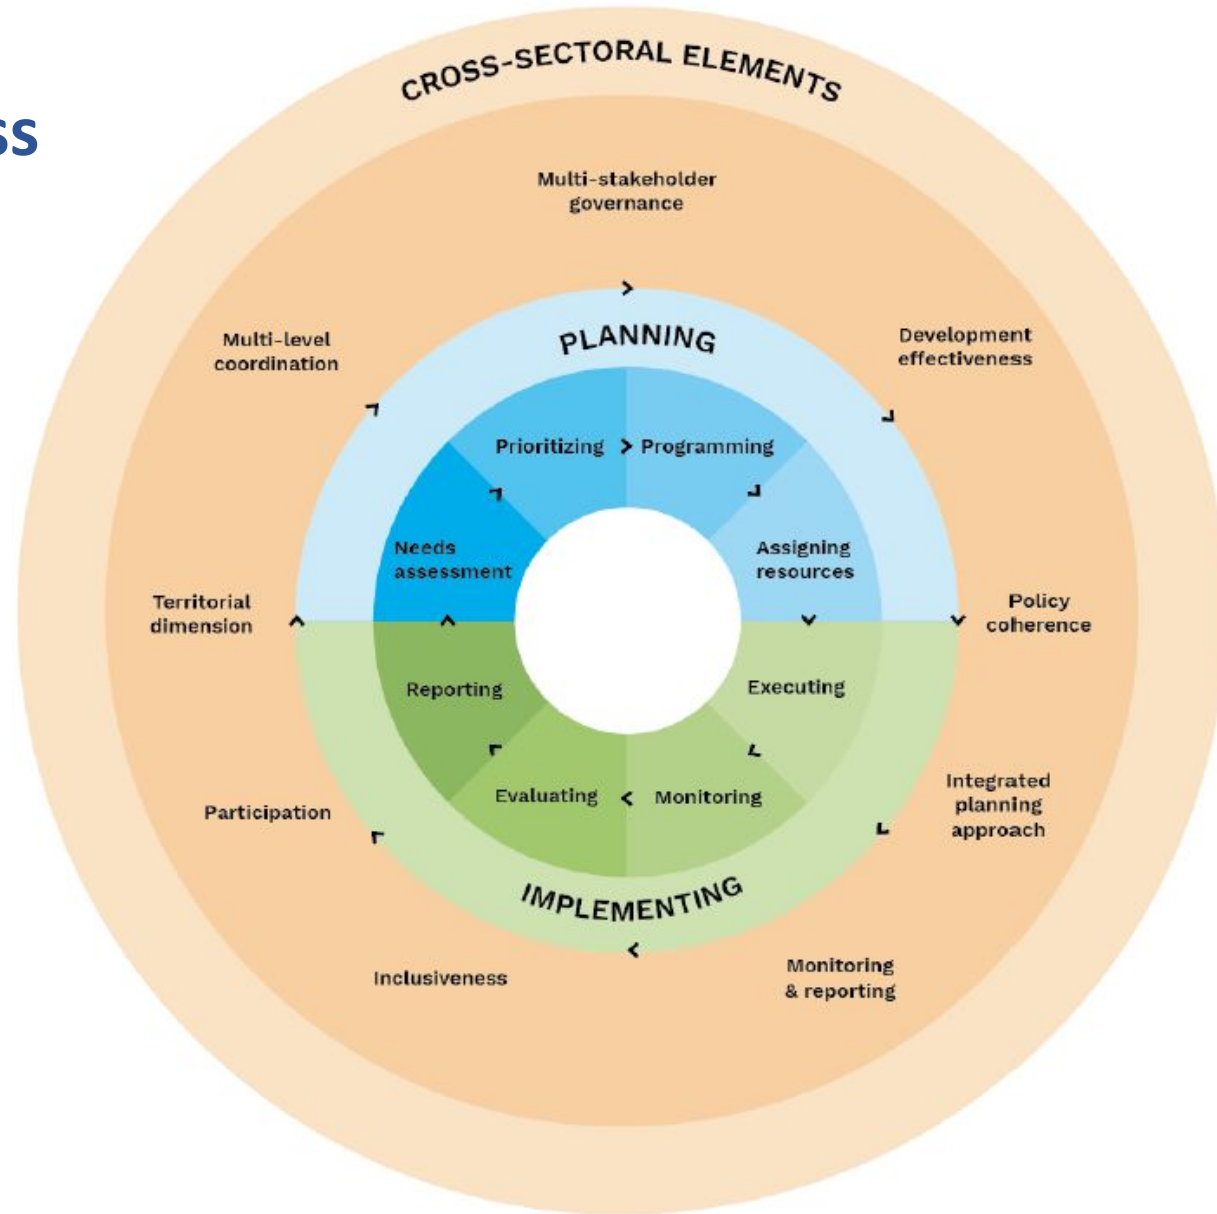 CROSS-SECTORAL ELEMENTS
ss
Multi-stakeholder
governance
Multi-level
coordination
Development
effectiveness
PLANNING
Prioritizing
Programming
Needs
assessment
Assigning
resources
Territorial
dimension
Policy
coherence
Reporting
Executing
Evaluating
Monitoring
Participation
Integrated
planning
approach
IMPLEMENTING
Inclusiveness
Monitoring
& reporting